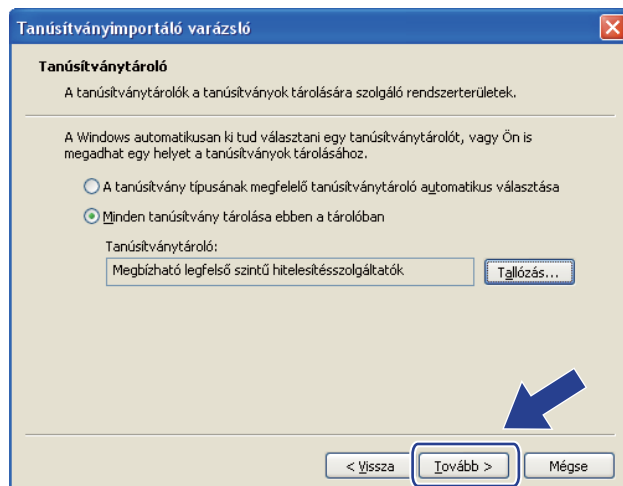 Tanúsítványimportáló varázsló
Tanúsítványtároló
A tanúsítványtárolók a tanúsítványok tárolására szolgáló rendszerterületek.
A Windows automatikusan ki tud választani egy tanúsítványtárolót, vagy Ön is
megadhat egy helyet a tanúsítványok tárolásához.
A tanúsítvány típusának megfelelő tanúsítványtároló automatikus választása
Minden tanúsítvány tárolása ebben a tárolóban
Tanúsítványtároló:
Megbízható legfelső szintű hitelesítésszolgáltatók
Tallózás...
< Vissza
Tovább >
Mégse